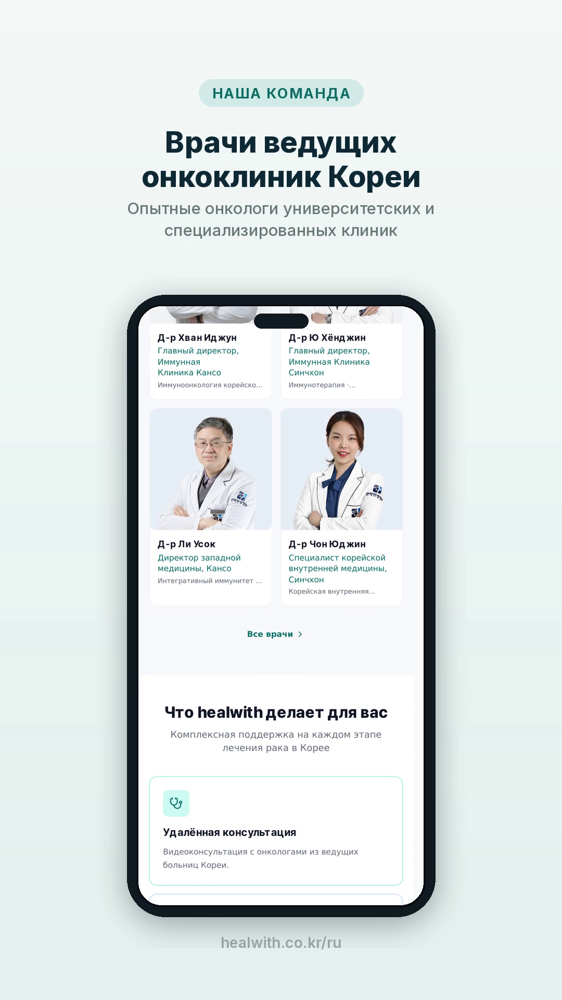 НАША КОМАНДА
Врачи ведущих
онкоклиник Кореи
Опытные онкологи университетских и
специализированных клиник
Д-р Хван Иджун
Главный директор,
Иммунная
Клиника Кансо
Иммуноонкология корейско...
Д-р Ю Хёнджин
Главный директор,
Иммунная Клиника
Синчхон
Иммунотерапия ·...
Д-р Ли Усок
Директор западной
медицины, Кансо
Интегративный иммунитет ...
Д-р Чон Юджин
Специалист корейской
внутренней медицины,
Синчхон
Корейская внутренняя...
Все врачи >
Что healwith делает для вас
Комплексная поддержка на каждом этапе
лечения рака в Корее
Удалённая консультация
Видеоконсультация с онкологами из ведущих
больниц Кореи.
healwith.co.kr/ru